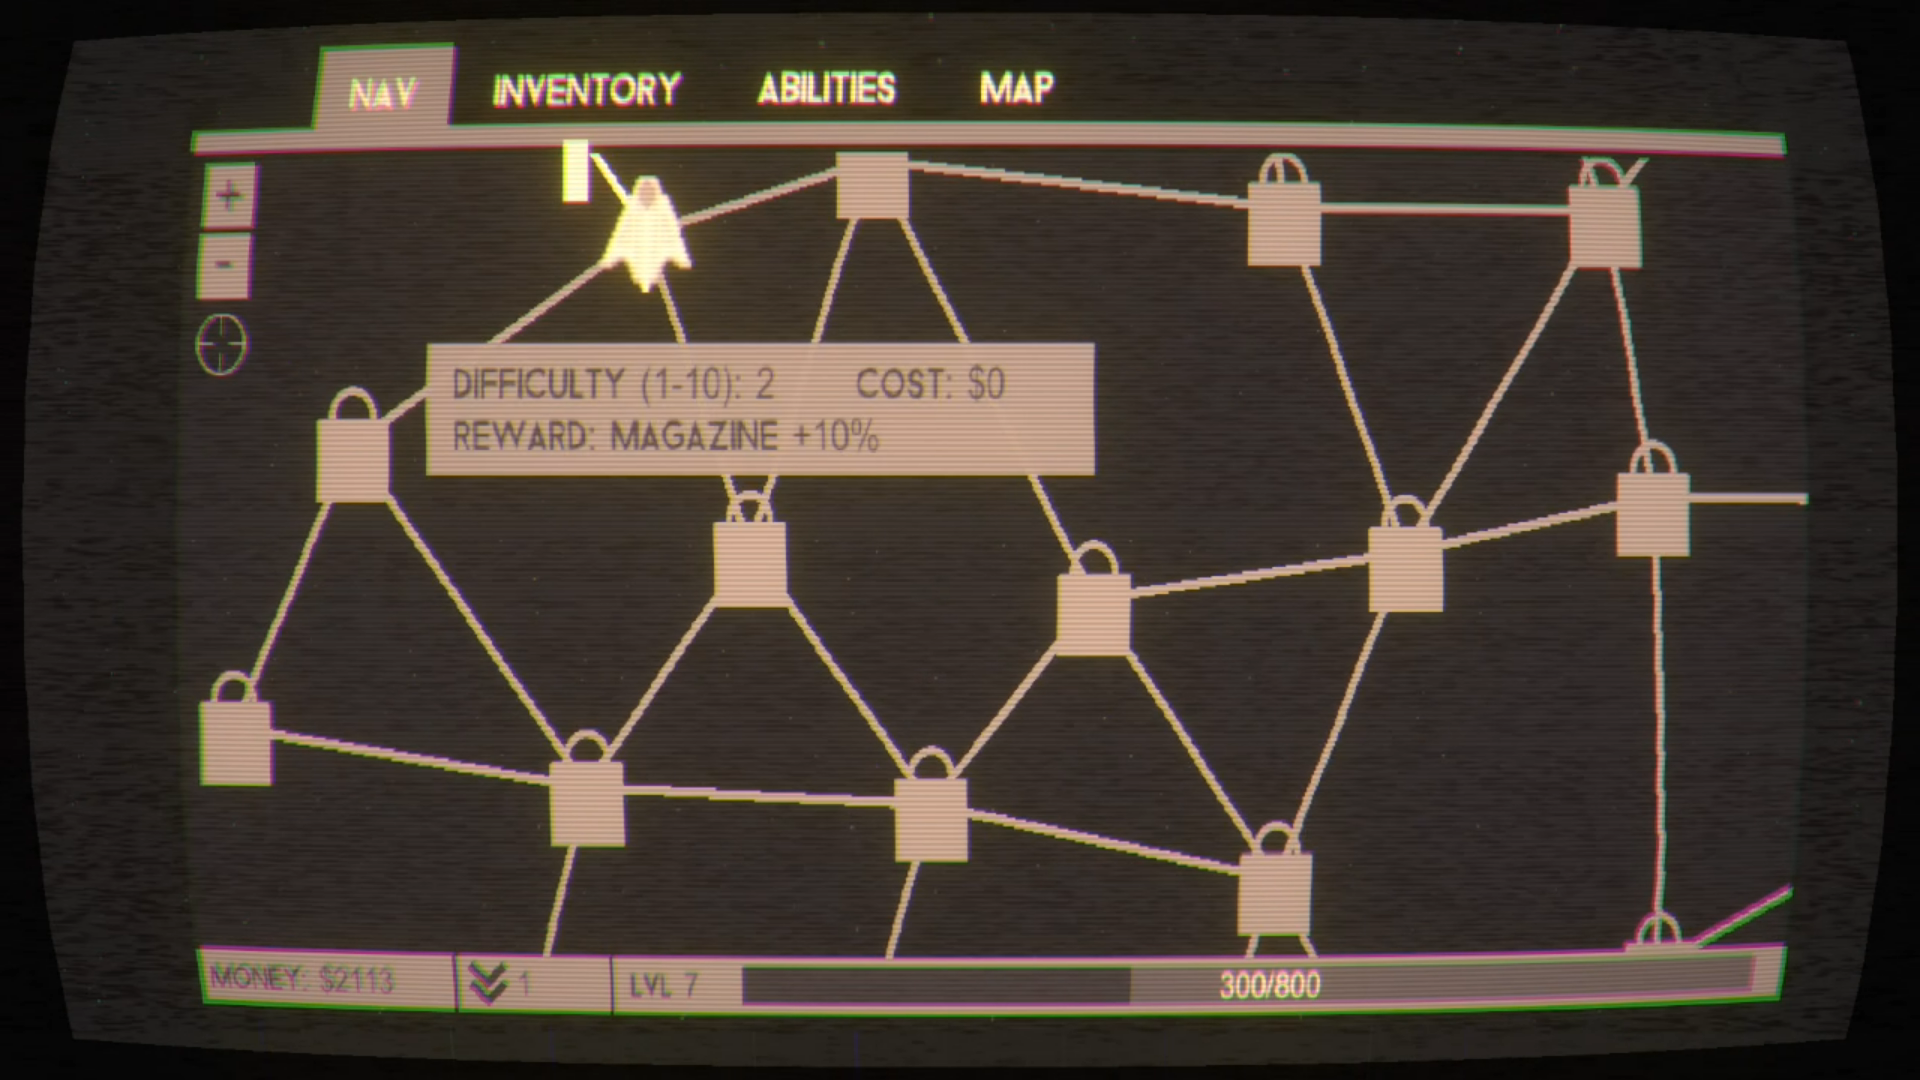 NAV INVENTORY ABILITIES MAP
+
-
DIFFICULTY (1-10): 2 COST: $0
REWARD: MAGAZINE +10%
MONEY: $2113 1 LVL 7 300/800